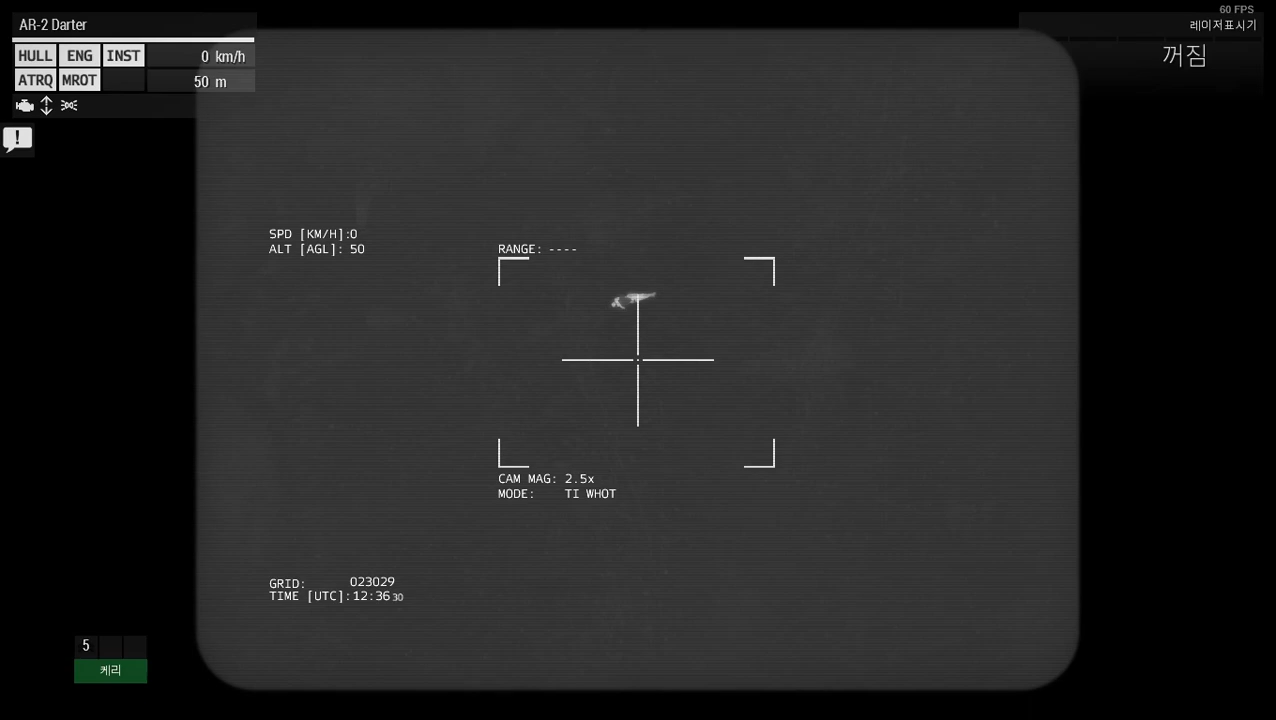 60 FPS
AR-2 Darter
레이저표시기
HULL ENG INST 0 km/h
꺼짐
ATRQ MROT 50 m
!
SPD [KM/H]:0
ALT [AGL]: 50
RANGE: ----
CAM MAG: 2.5x
MODE: TI WHOT
GRID: 023029
TIME [UTC]:12:36 30
5
케리